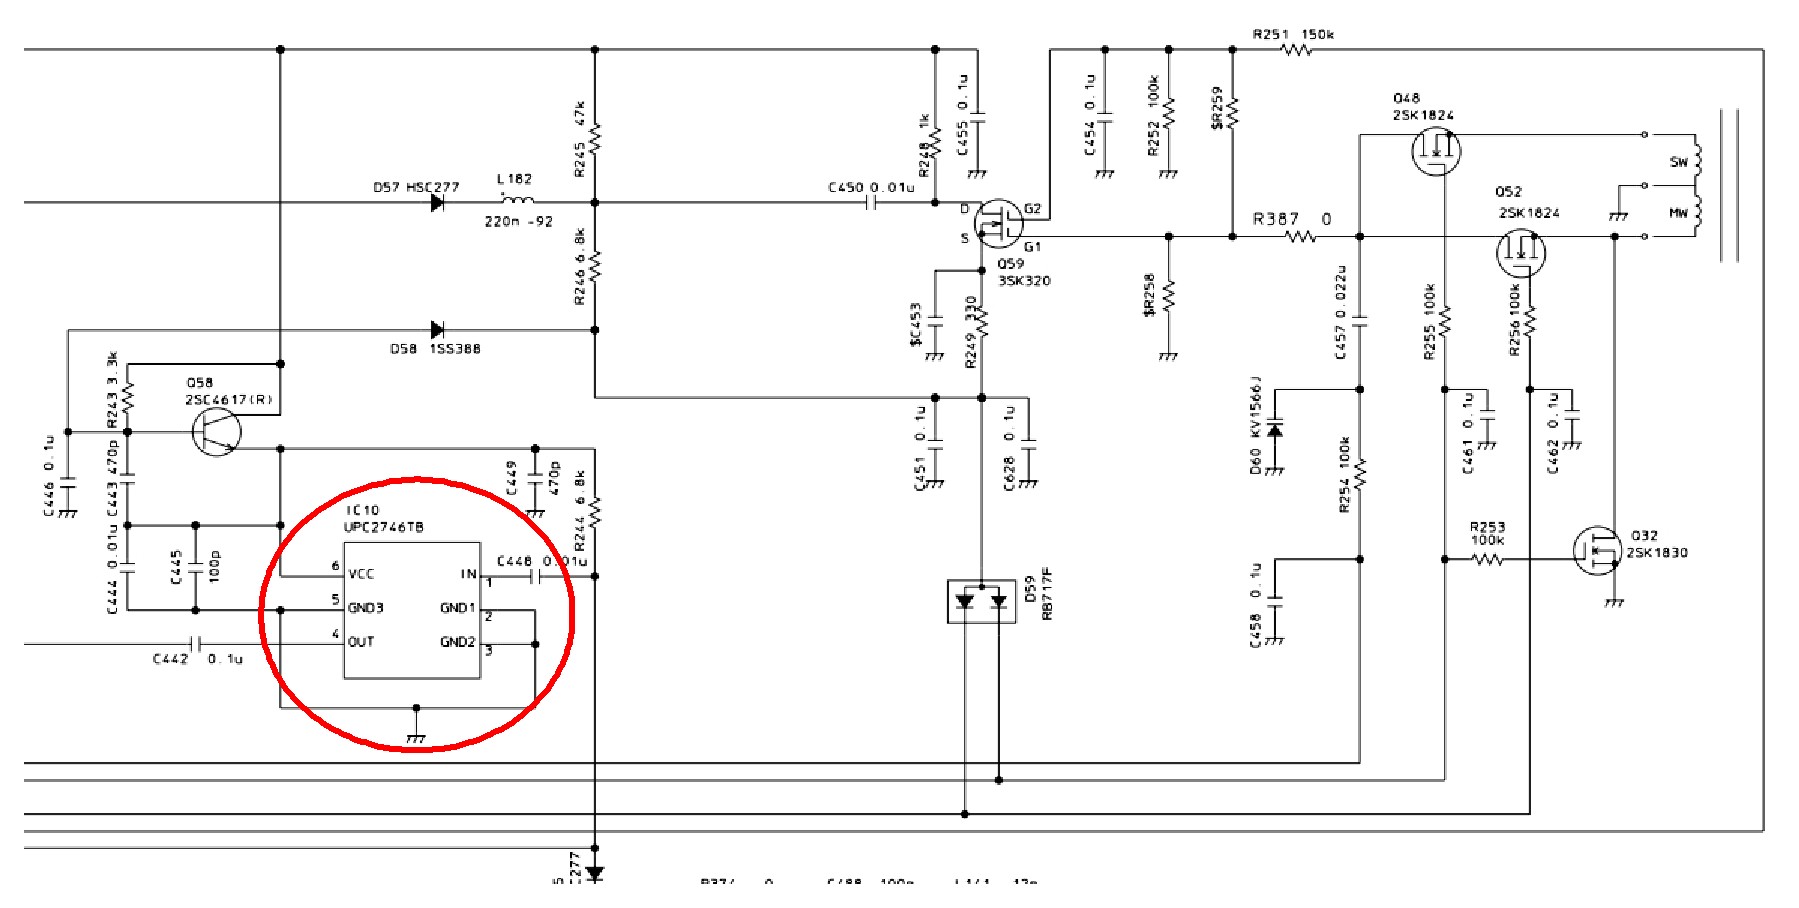 R251 150k
Q48
2SK1824
C455 0.1u
C454 0.1u
R252 100k
$R259
R245 47k
R248 1k
SW
D57 HSC277
L182
220n -92
C450 0.01u
D
G2
S
G1
Q59
3SK320
R387 0
Q52
2SK1824
MW
R246 6.8k
$C453
R249 330
$R258
C457 0.022u
R255 100k
R256 100k
D58 1SS388
R243 3.3k
Q58
2SC4617(R)
C446 0.1u
C443 470p
C449
470p
R244 6.8k
C451 0.1u
C628 0.1u
D60 KV1566J
R254 100k
C461 0.1u
C462 0.1u
IC10
UPC2746TB
C444 0.01u
C445
100p
6
VCC
IN
1
C448 0.01u
5
GND3
GND1
2
4
OUT
GND2
3
C442 0.1u
D59
RB717F
C458 0.1u
R253
100k
Q32
2SK1830
R374 0
C488 100p
L141 12n